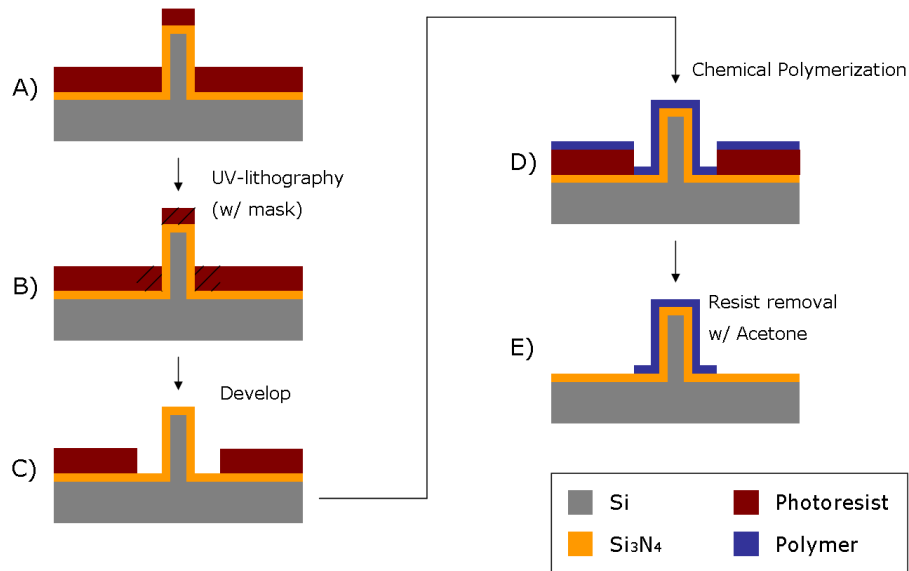 A)
UV-lithography
(w/ mask)
B)
Develop
C)
Chemical Polymerization
D)
Resist removal
w/ Acetone
E)
Si
Photoresist
Si₃N₄
Polymer